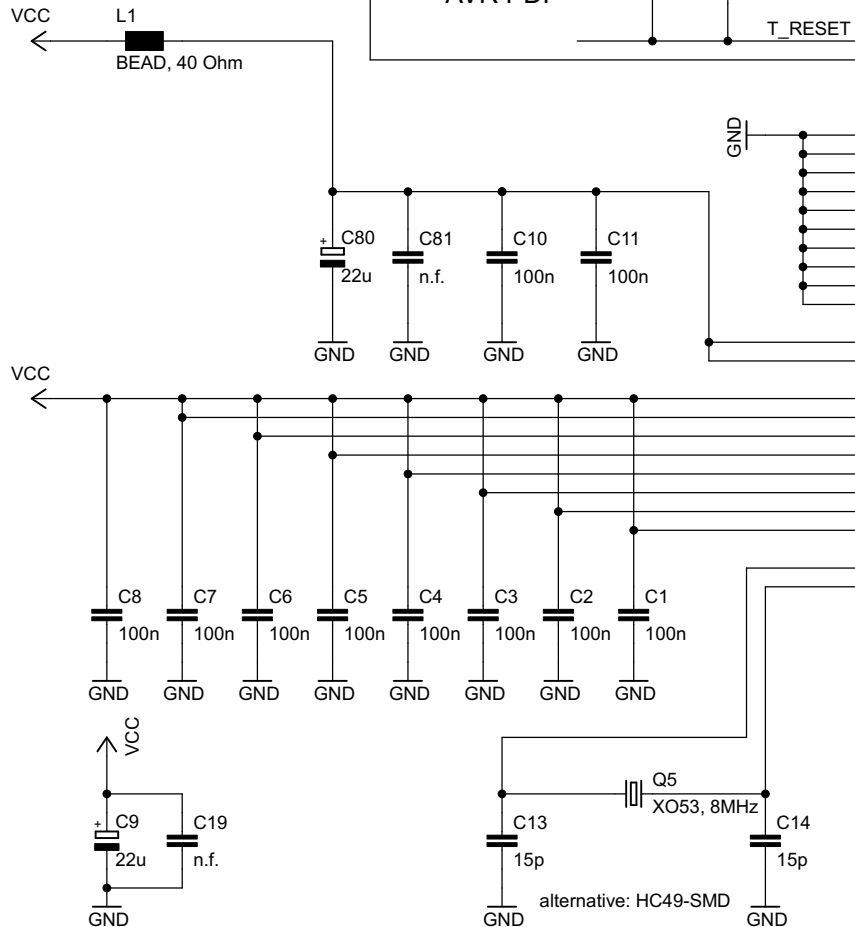 VCC
L1
BEAD, 40 Ohm
T_RESET
GND
C80
22u
C81
n.f.
C10
100n
C11
100n
+
GND
GND
GND
GND
VCC
C8
100n
C7
100n
C6
100n
C5
100n
C4
100n
C3
100n
C2
100n
C1
100n
GND
GND
GND
GND
GND
GND
GND
GND
VCC
+
C9
22u
C19
n.f.
GND
Q5
XO53, 8MHz
C13
15p
C14
15p
alternative: HC49-SMD
GND
GND